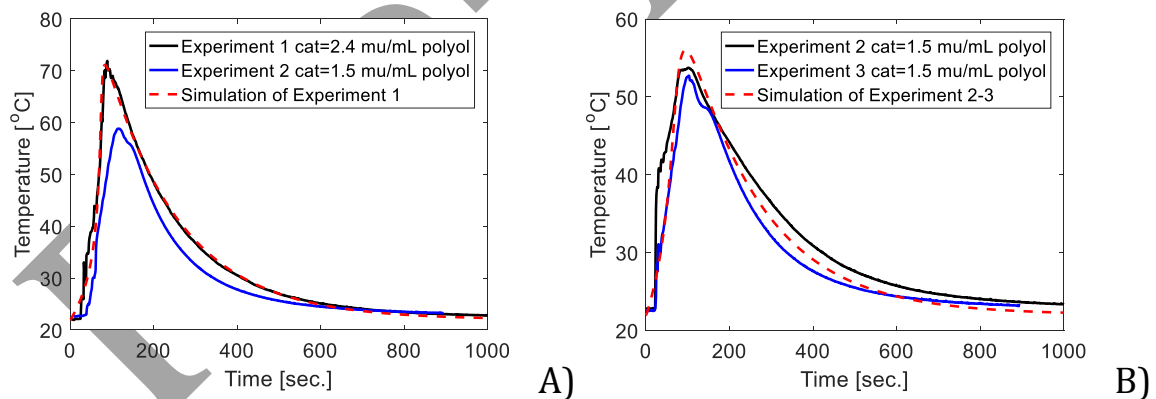 80
70
60
50
40
30
20
Temperature [ °C]
Experiment 1 cat=2.4 mu/mL polyol
Experiment 2 cat=1.5 mu/mL polyol
Simulation of Experiment 1
0 200 400 600 800 1000
Time [sec.]
A)
60
50
40
30
20
Temperature [ °C]
Experiment 2 cat=1.5 mu/mL polyol
Experiment 3 cat=1.5 mu/mL polyol
Simulation of Experiment 2-3
0 200 400 600 800 1000
Time [sec.]
B)